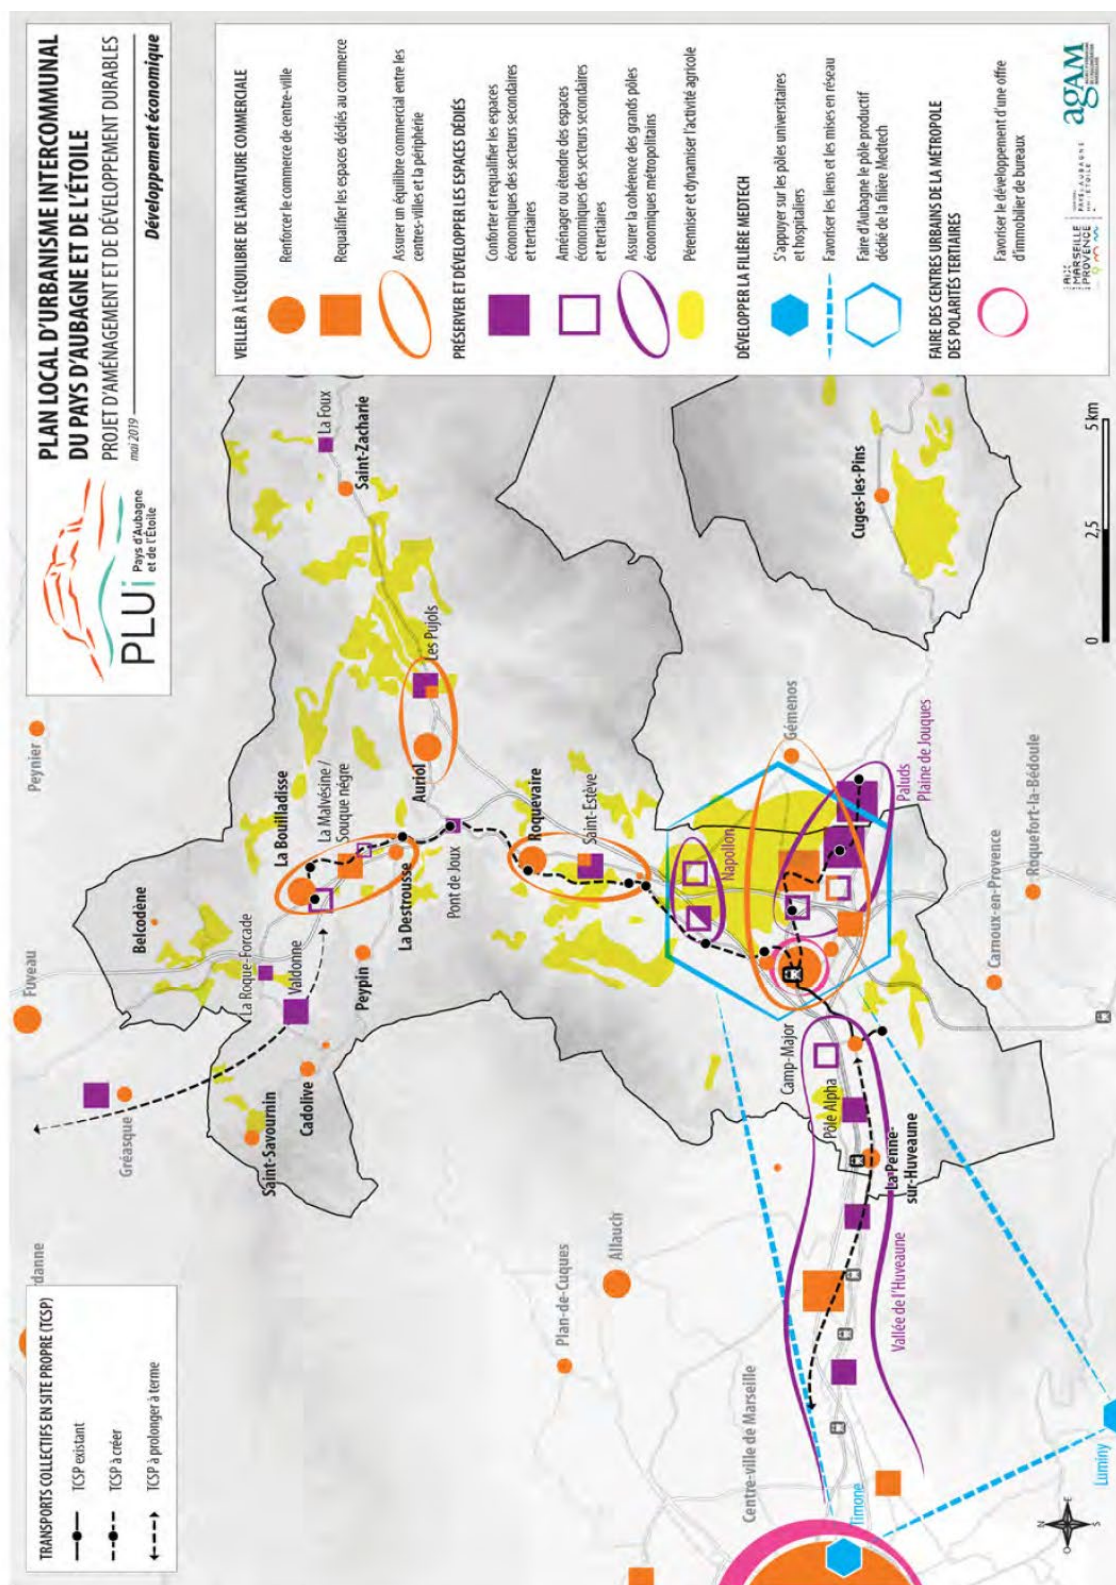 PLAN LOCAL D'URBANISME INTERCOMMUNAL
DU PAYS D'AUBAGNE ET DE L'ÉTOILE
PROJET D'AMÉNAGEMENT ET DE DÉVELOPPEMENT DURABLES
mai 2019
Développement économique
PLUi
Pays d'Aubagne
et de l'Étoile
VEILLER À L'ÉQUILIBRE DE L'ARMATURE COMMERCIALE
Renforcer le commerce de centre-ville
Requalifier les espaces dédiés au commerce
Assurer un équilibre commercial entre les
centres-villes et la périphérie
PRÉSERVER ET DÉVELOPPER LES ESPACES DÉDIÉS
Conforter et requalifier les espaces
économiques des secteurs secondaires
et tertiaires
Aménager ou étendre des espaces
économiques des secteurs secondaires
et tertiaires
Assurer la cohérence des grands pôles
économiques métropolitains
Pérenniser et dynamiser l'activité agricole
DÉVELOPPER LA FILIÈRE MEDTECH
S'appuyer sur les pôles universitaires
et hospitaliers
Favoriser les liens et les mises en réseau
Faire d'Aubagne le pôle productif
dédié de la filière Medtech
FAIRE DES CENTRES URBAINS DE LA MÉTROPOLE
DES POLARITÉS TERTIAIRES
Favoriser le développement d'une offre
d'immobilier de bureaux
AIX
MARSEILLE
PROVENCE
PAYS D'AUBAGNE
ÉTOILE
agAM
TRANSPORTS COLLECTIFS EN SITE PROPRE (TCSP)
TCSP existant
TCSP à créer
TCSP à prolonger à terme
rdanne
Gréasque
Fuveau
Peynier
Belcodène
La Roque-Forcade
Valdonne
Saint-Savournin
Cadolive
Peypin
La Bouilladisse
La Malvésine /
Souque nègre
La Destrousse
Pont de Joux
Auriol
Les Pujols
La Foux
Saint-Zacharie
Roquevaire
Saint-Estève
Plan-de-Cuques
Allauch
Napollon
Camp-Major
Pôle Alpha
Gémenos
Cuges-les-Pins
Centre-ville de Marseille
Timone
Vallée de l'Huveaune
La Penne-
sur-Huveaune
Paluds
Plaine de Jouques
Carnoux-en-Provence
Roquefort-la-Bédoule
Luminy
N
E
S
O
0
2,5
5 km